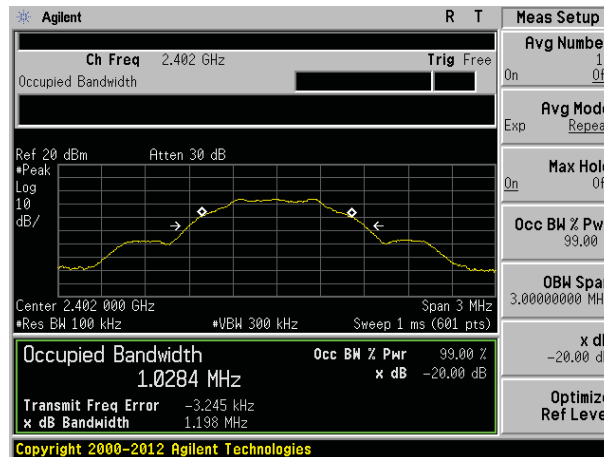 Agilent R T Meas Setup
Ch Freq 2.402 GHz Trig Free
Occupied Bandwidth
Avg Numbe
1
On Of
Avg Mode
Exp Repea
Max Hold
On Of
Occ BW % Pwr
99.00
OBW Span
3.00000000 MH
x dB
-20.00 dB
Optimize
Ref Leve
Ref 20 dBm Atten 30 dB
#Peak
Log
10
dB/
Center 2.402 000 GHz Span 3 MHz
#Res BW 100 kHz #VBW 300 kHz Sweep 1 ms (601 pts)
Occupied Bandwidth Occ BW % Pwr 99.00 %
1.0284 MHz x dB -20.00 dB
Transmit Freq Error -3.245 kHz
x dB Bandwidth 1.198 MHz
Copyright 2000-2012 Agilent Technologies